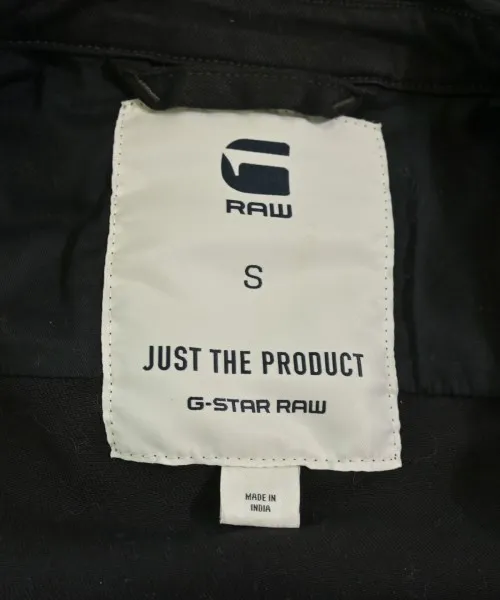 G
RAW
S
JUST THE PRODUCT
G-STAR RAW
MADE IN
INDIA